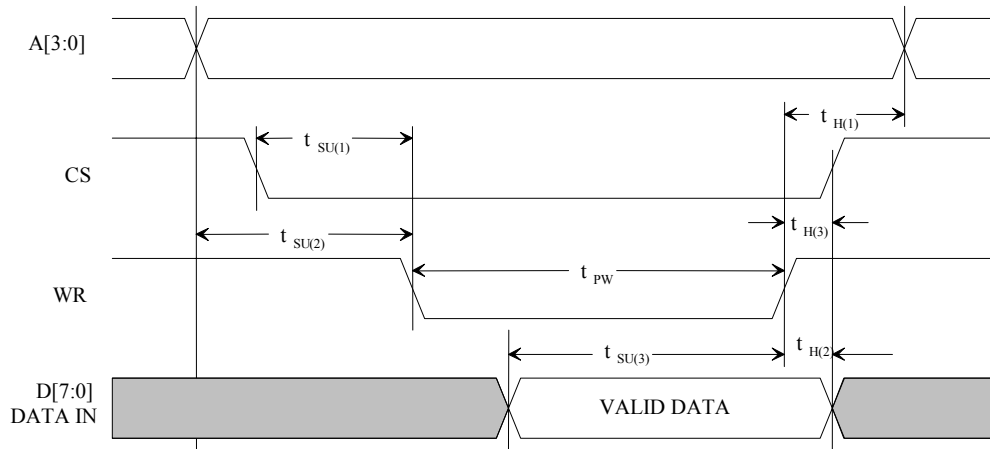 A[3:0]
t H(1)
t SU(1)
CS
t H(3)
t SU(2)
t PW
WR
t SU(3)
t H(2)
D[7:0]
DATA IN
VALID DATA